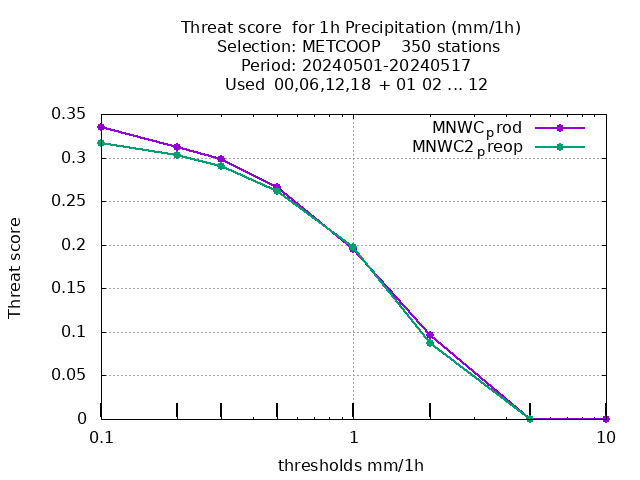 Threat score  for 1h Precipitation (mm/1h)
Selection: METCOOP    350 stations
Period: 20240501-20240517
Used  00,06,12,18 + 01 02 ... 12
MNWCprod
MNWC2preop
0.35
0.3
0.25
0.2
0.15
0.1
0.05
0
Threat score
0.1
1
10
thresholds mm/1h